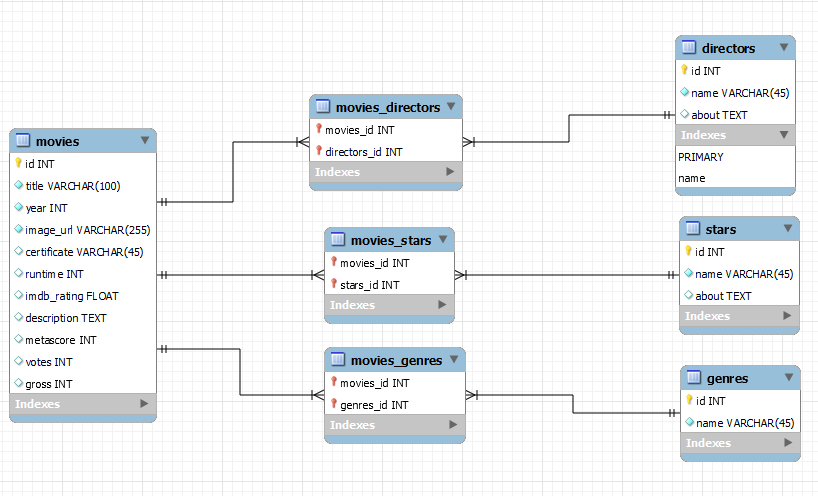 movies
id INT
title VARCHAR(100)
year INT
image_url VARCHAR(255)
certificate VARCHAR(45)
runtime INT
imdb_rating FLOAT
description TEXT
metascore INT
votes INT
gross INT
Indexes
movies_directors
movies_id INT
directors_id INT
Indexes
movies_stars
movies_id INT
stars_id INT
Indexes
movies_genres
movies_id INT
genres_id INT
Indexes
directors
id INT
name VARCHAR(45)
about TEXT
Indexes
PRIMARY
name
stars
id INT
name VARCHAR(45)
about TEXT
Indexes
genres
id INT
name VARCHAR(45)
Indexes